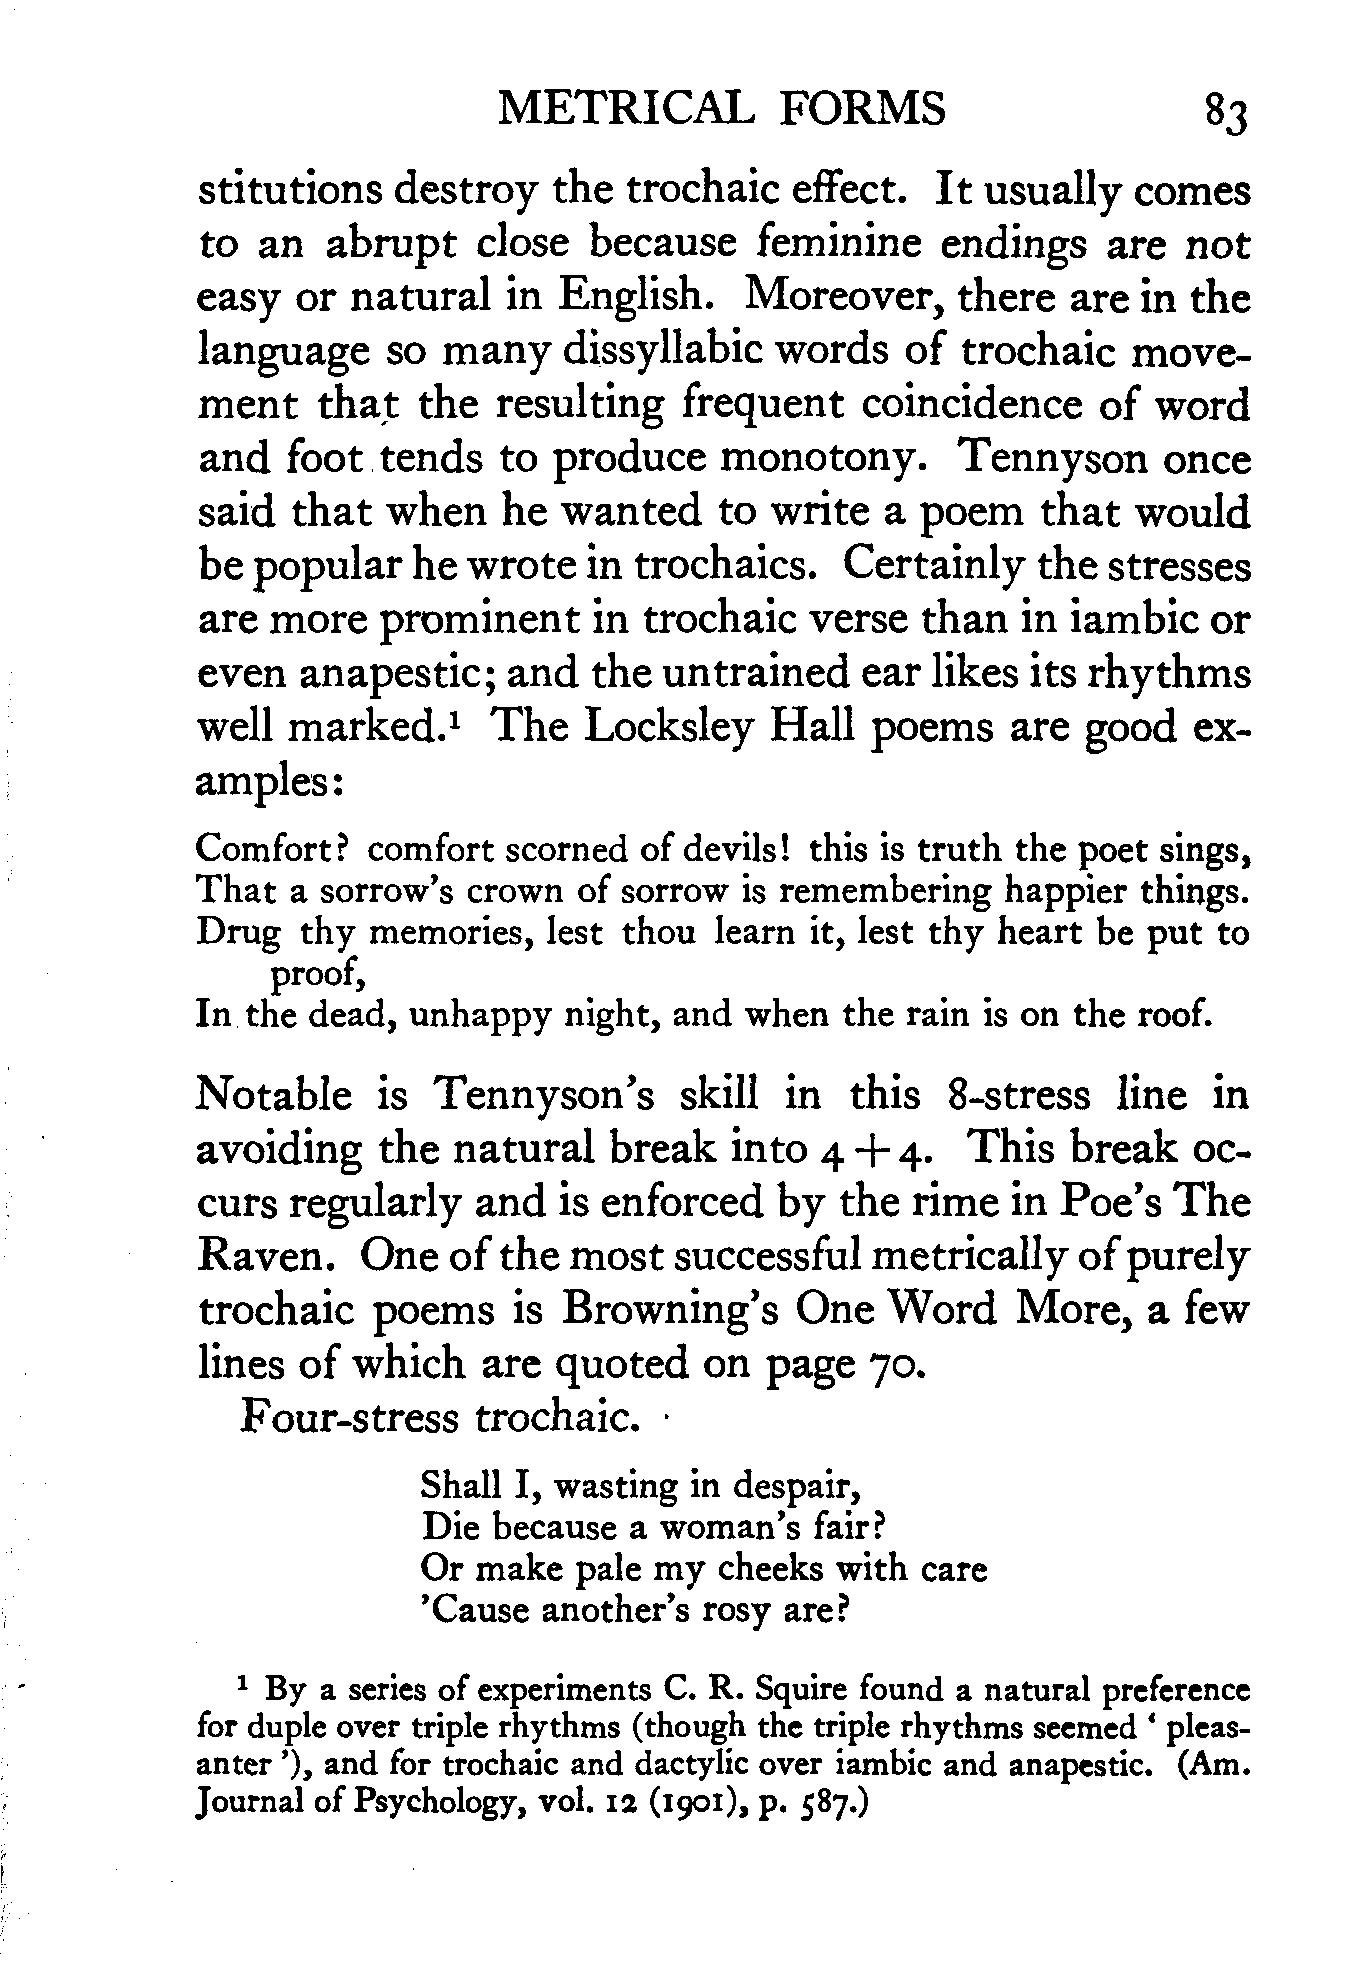 METRICAL FORMS 83
stitutions destroy the trochaic effect. It usually comes
to an abrupt close because feminine endings are not
easy or natural in English. Moreover, there are in the
language so many dissyllabic words of trochaic move-
ment that the resulting frequent coincidence of word
and foot tends to produce monotony. Tennyson once
said that when he wanted to write a poem that would
be popular he wrote in trochaics. Certainly the stresses
are more prominent in trochaic verse than in iambic or
even anapestic; and the untrained ear likes its rhythms
well marked.¹ The Locksley Hall poems are good ex-
amples:
Comfort? comfort scorned of devils! this is truth the poet sings,
That a sorrow's crown of sorrow is remembering happier things.
Drug thy memories, lest thou learn it, lest thy heart be put to
proof,
In the dead, unhappy night, and when the rain is on the roof.
Notable is Tennyson's skill in this 8-stress line in
avoiding the natural break into 4 + 4. This break oc-
curs regularly and is enforced by the rime in Poe's The
Raven. One of the most successful metrically of purely
trochaic poems is Browning's One Word More, a few
lines of which are quoted on page 70.
Four-stress trochaic.
Shall I, wasting in despair,
Die because a woman's fair?
Or make pale my cheeks with care
'Cause another's rosy are?
¹ By a series of experiments C. R. Squire found a natural preference
for duple over triple rhythms (though the triple rhythms seemed ‘ pleas-
anter ’), and for trochaic and dactylic over iambic and anapestic. (Am.
Journal of Psychology, vol. 12 (1901), p. 587.)